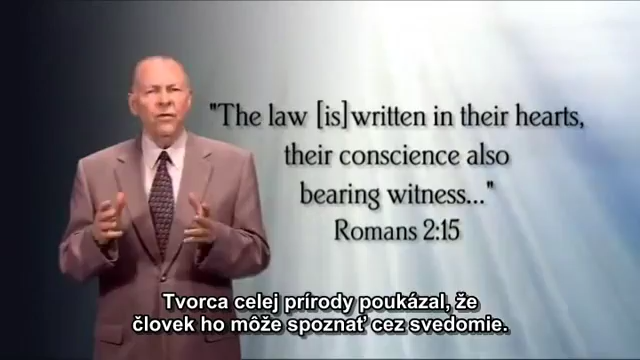 "The law [is]written in their hearts,
their conscience also
bearing witness..."
Romans 2:15
Tvorca celej prírody poukázal, že
človek ho môže spoznať cez svedomie.